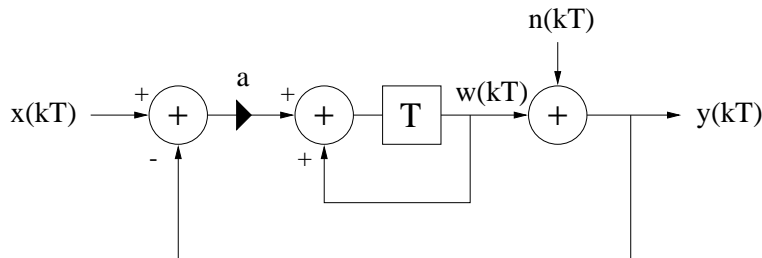 n(kT)
a
+ + w(kT)
x(kT) + + T + y(kT)
- +